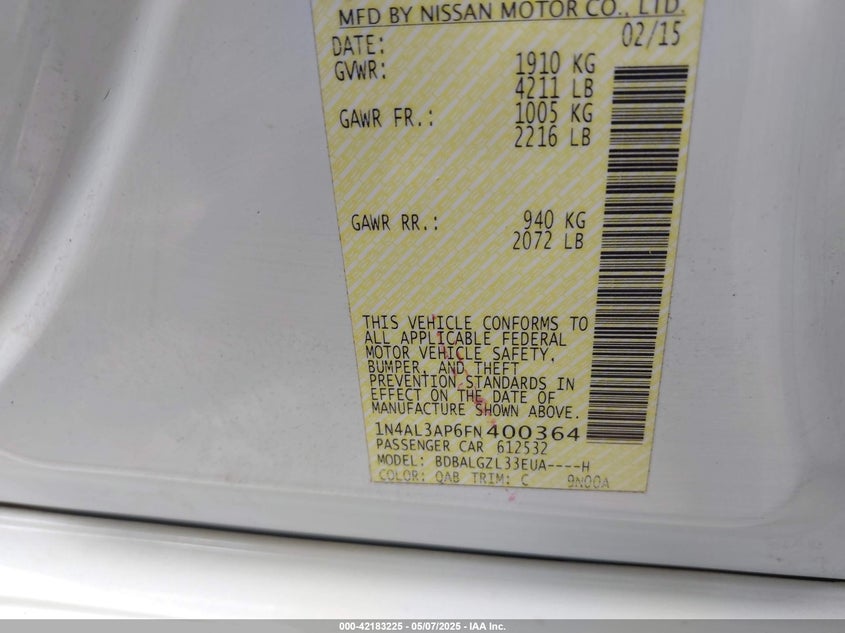 MFD BY NISSAN MOTOR CO., LTD.
DATE: 02/15
GVWR: 1910 KG
4211 LB
GAWR FR.: 1005 KG
2216 LB
GAWR RR.: 940 KG
2072 LB
THIS VEHICLE CONFORMS TO
ALL APPLICABLE FEDERAL
MOTOR VEHICLE SAFETY,
BUMPER, AND THEFT
PREVENTION STANDARDS IN
EFFECT ON THE DATE OF
MANUFACTURE SHOWN ABOVE.
1N4AL3AP6FN400364
PASSENGER CAR 612532
MODEL: BDBALGZL33EUA----H
COLOR: QAB TRIM: C 9N00A
000-42183225 - 05/07/2025 - IAA Inc.